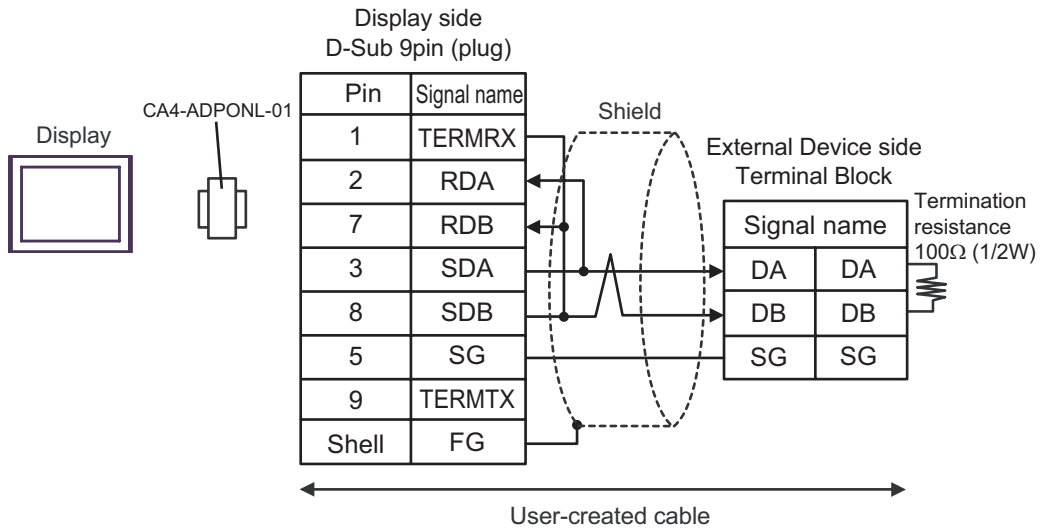 Display side
D-Sub 9pin (plug)
CA4-ADPONL-01
Display
Pin Signal name
1 TERMRX
2 RDA
7 RDB
3 SDA
8 SDB
5 SG
9 TERMTX
Shell FG
Shield
External Device side
Terminal Block
Signal name
DA DA
DB DB
SG SG
Termination
resistance
100Ω (1/2W)
User-created cable